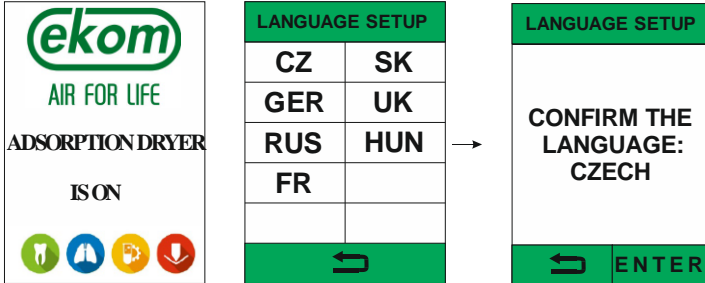 ekom
AIR FOR LIFE
ADSORPTION DRYER
IS ON
LANGUAGE SETUP
CZ SK
GER UK
RUS HUN
FR
LANGUAGE SETUP
CONFIRM THE
LANGUAGE:
CZECH
ENTER